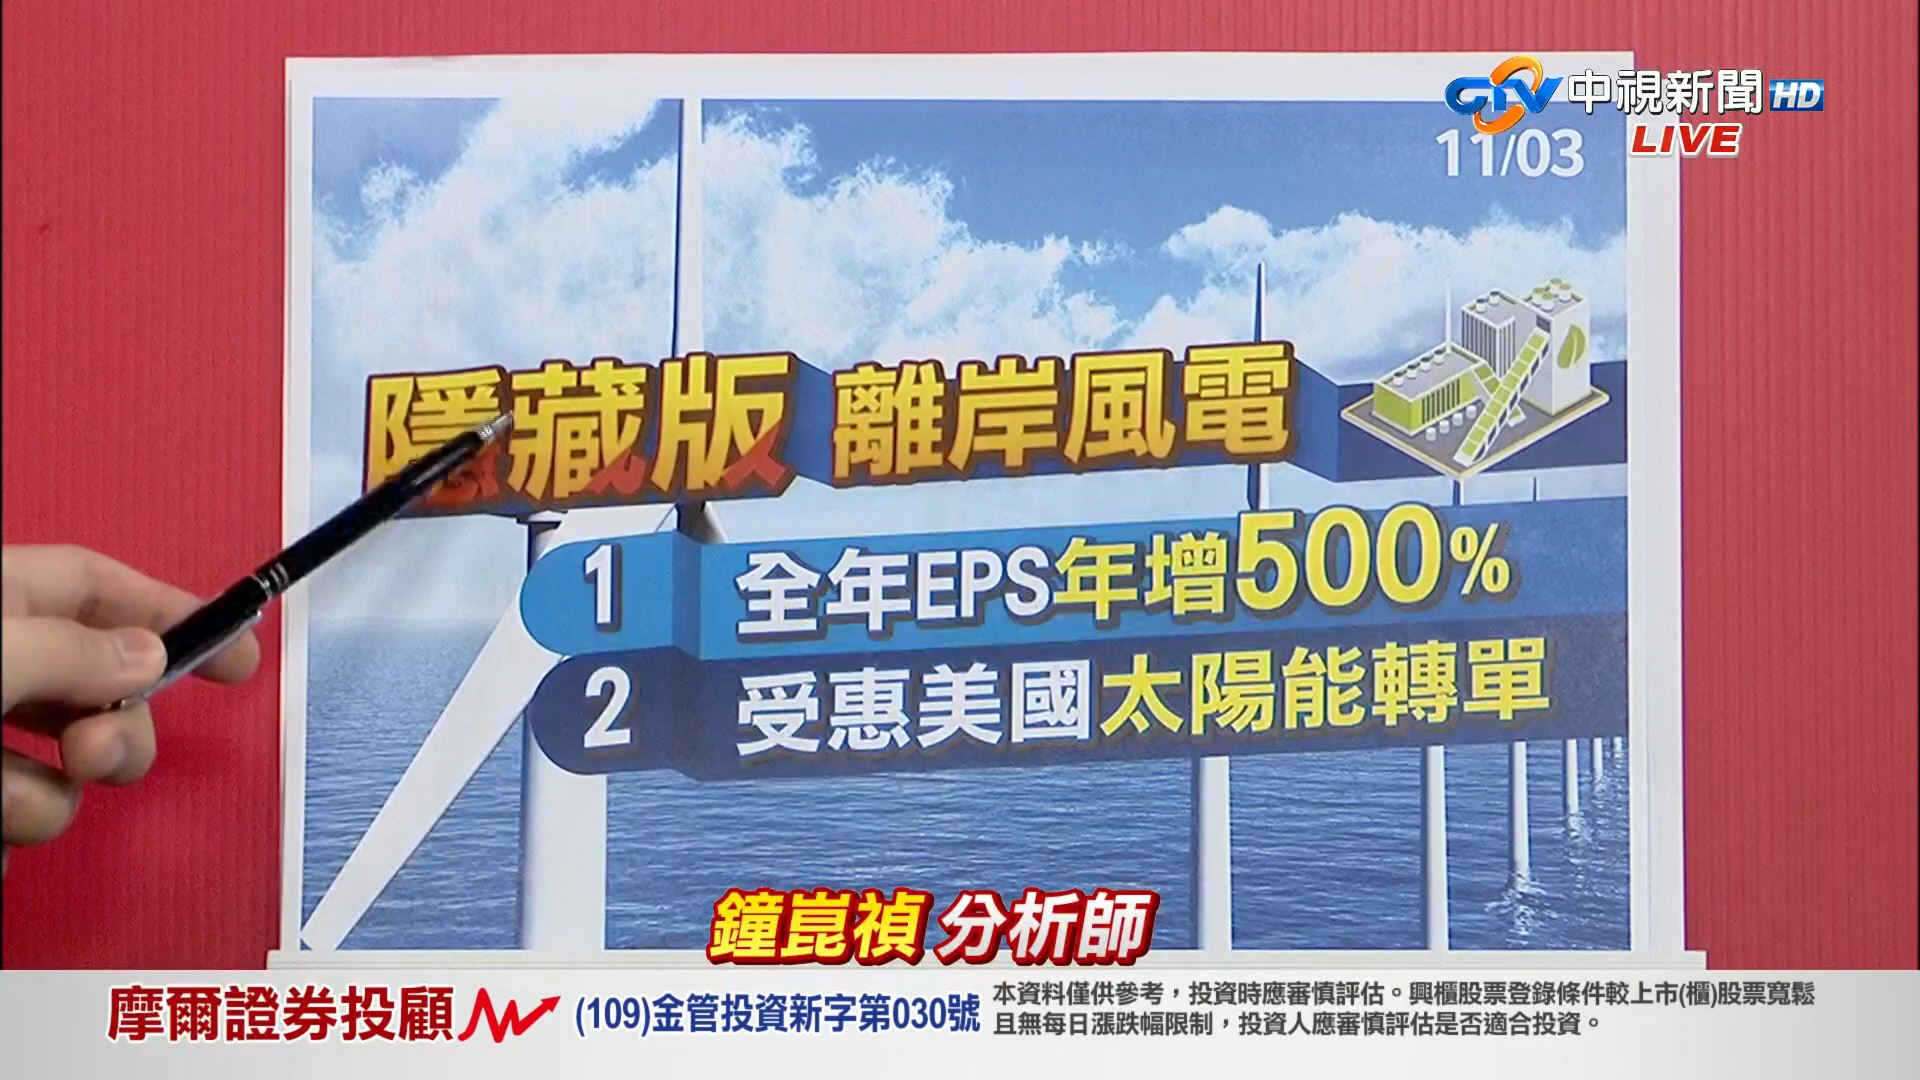 CTV 中視新聞 HD
LIVE
11/03
隱藏版 離岸風電
1 全年EPS年增500%
2 受惠美國太陽能轉單
鐘崑禎 分析師
摩爾證券投顧 (109)金管投資新字第030號
本資料僅供參考，投資時應審慎評估。興櫃股票登錄條件較上市(櫃)股票寬鬆
且無每日漲跌幅限制，投資人應審慎評估是否適合投資。